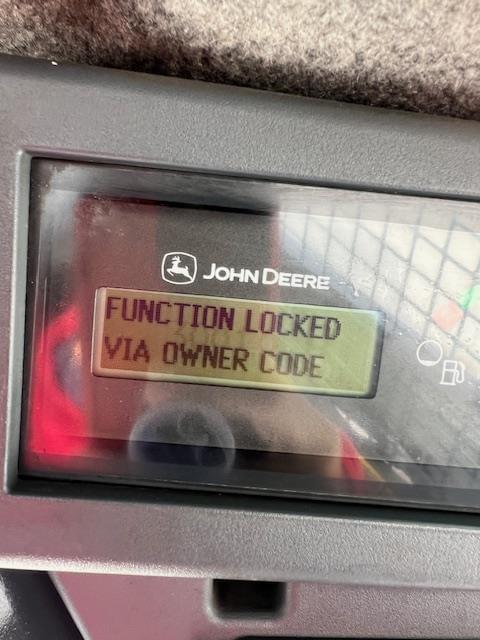 JOHN DEERE
FUNCTION LOCKED
VIA OWNER CODE